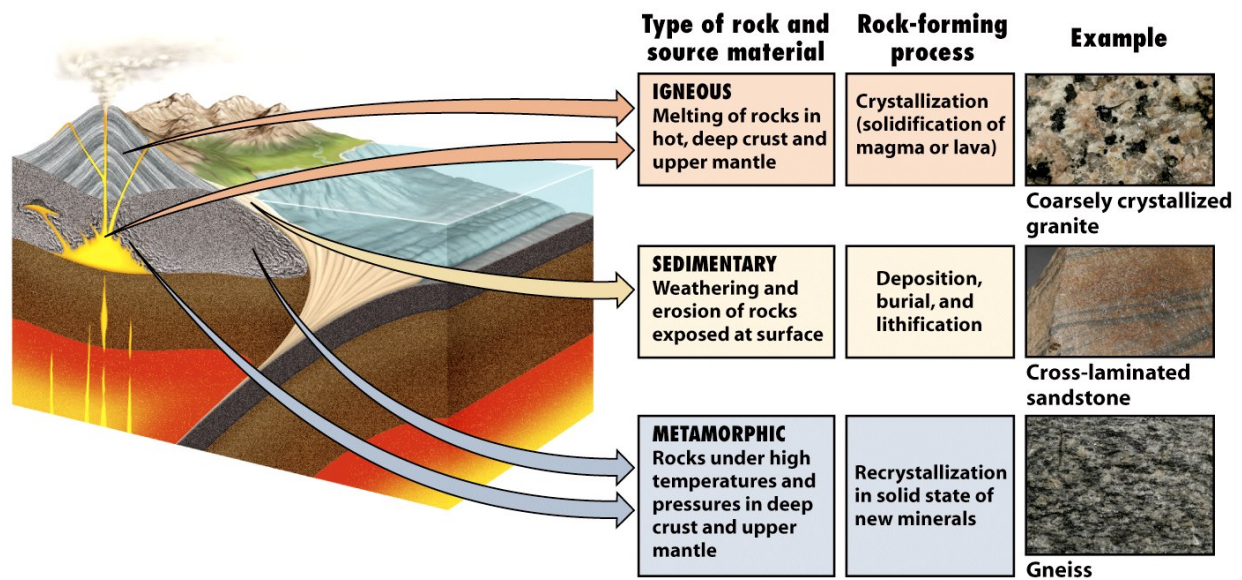 Type of rock and
source material
Rock-forming
process
Example
IGNEOUS
Melting of rocks in
hot, deep crust and
upper mantle
Crystallization
(solidification of
magma or lava)
Coarsely crystallized
granite
SEDIMENTARY
Weathering and
erosion of rocks
exposed at surface
Deposition,
burial, and
lithification
Cross-laminated
sandstone
METAMORPHIC
Rocks under high
temperatures and
pressures in deep
crust and upper
mantle
Recrystallization
in solid state of
new minerals
Gneiss